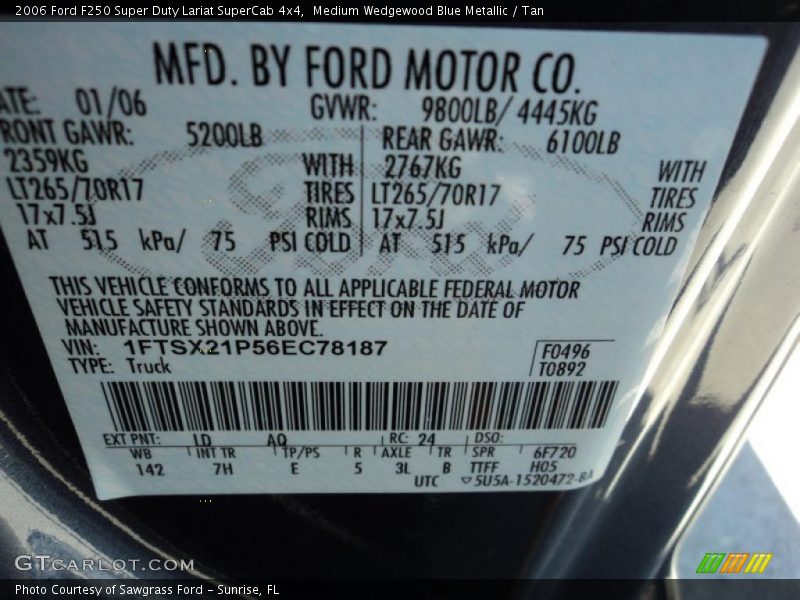 2006 Ford F250 Super Duty Lariat SuperCab 4x4,  Medium Wedgewood Blue Metallic / Tan
MFD. BY FORD MOTOR CO.
ATE: 01/06 GVWR: 9800LB/ 4445KG
RONT GAWR: 5200LB REAR GAWR: 6100LB
2359KG WITH 2767KG WITH
LT265/70R17 TIRES LT265/70R17 TIRES
17x7.5J RIMS 17x7.5J RIMS
AT 515 kPa/ 75 PSI COLD AT 515 kPa/ 75 PSI COLD
THIS VEHICLE CONFORMS TO ALL APPLICABLE FEDERAL MOTOR
VEHICLE SAFETY STANDARDS IN EFFECT ON THE DATE OF
MANUFACTURE SHOWN ABOVE.
VIN: 1FTSX21P56EC78187 F0496
TYPE: Truck T0892
EXT PNT: LD AQ RC: 24 DSO:
WB INT TR TP/PS R AXLE TR SPR 6F720
142 7H E 5 3L B TTFF H05
UTC ▽5U5A-1520472-BA
GTCARLOT.COM
Photo Courtesy of Sawgrass Ford - Sunrise, FL